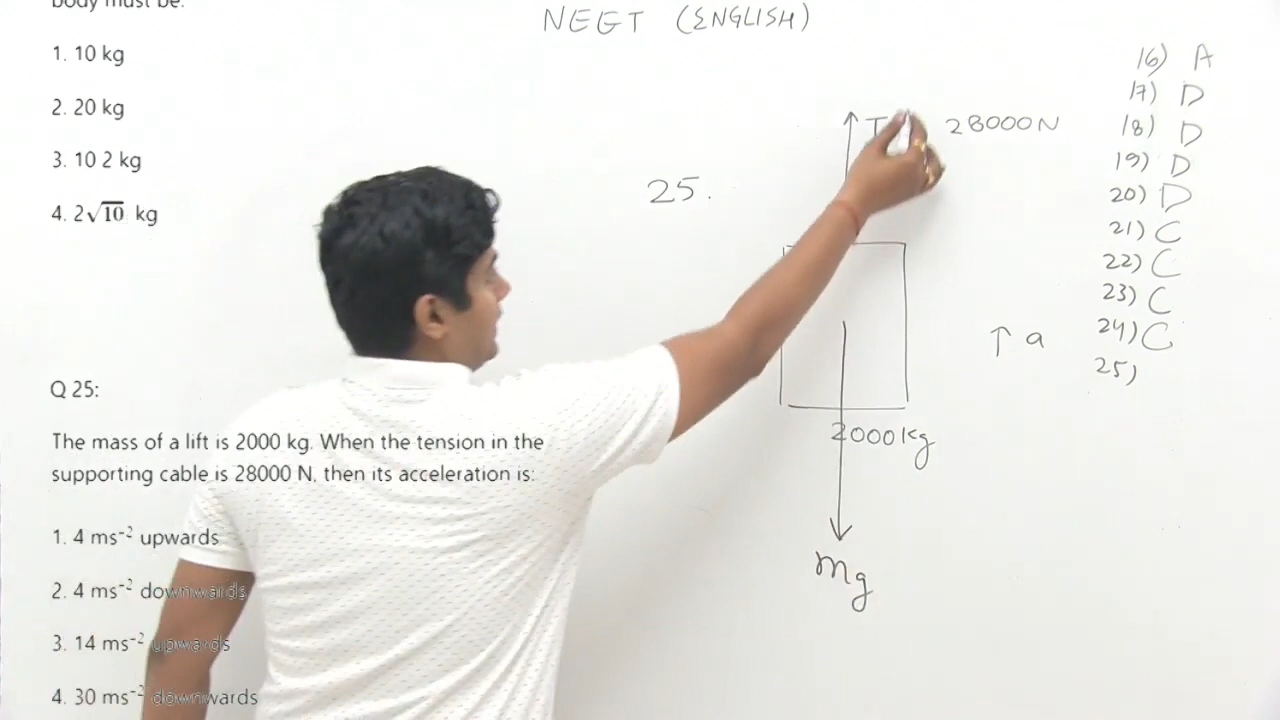 body must be:
1. 10 kg
2. 20 kg
3. 10 2 kg
4. 2√10 kg
Q 25:
The mass of a lift is 2000 kg. When the tension in the
supporting cable is 28000 N, then its acceleration is:
1. 4 ms⁻² upwards
2. 4 ms⁻² downwards
3. 14 ms⁻² upwards
4. 30 ms⁻² downwards
NEET (ENGLISH)
25.
T 28000N
↑ a
2000kg
mg
16) A
17) D
18) D
19) D
20) D
21) C
22) C
23) C
24) C
25)